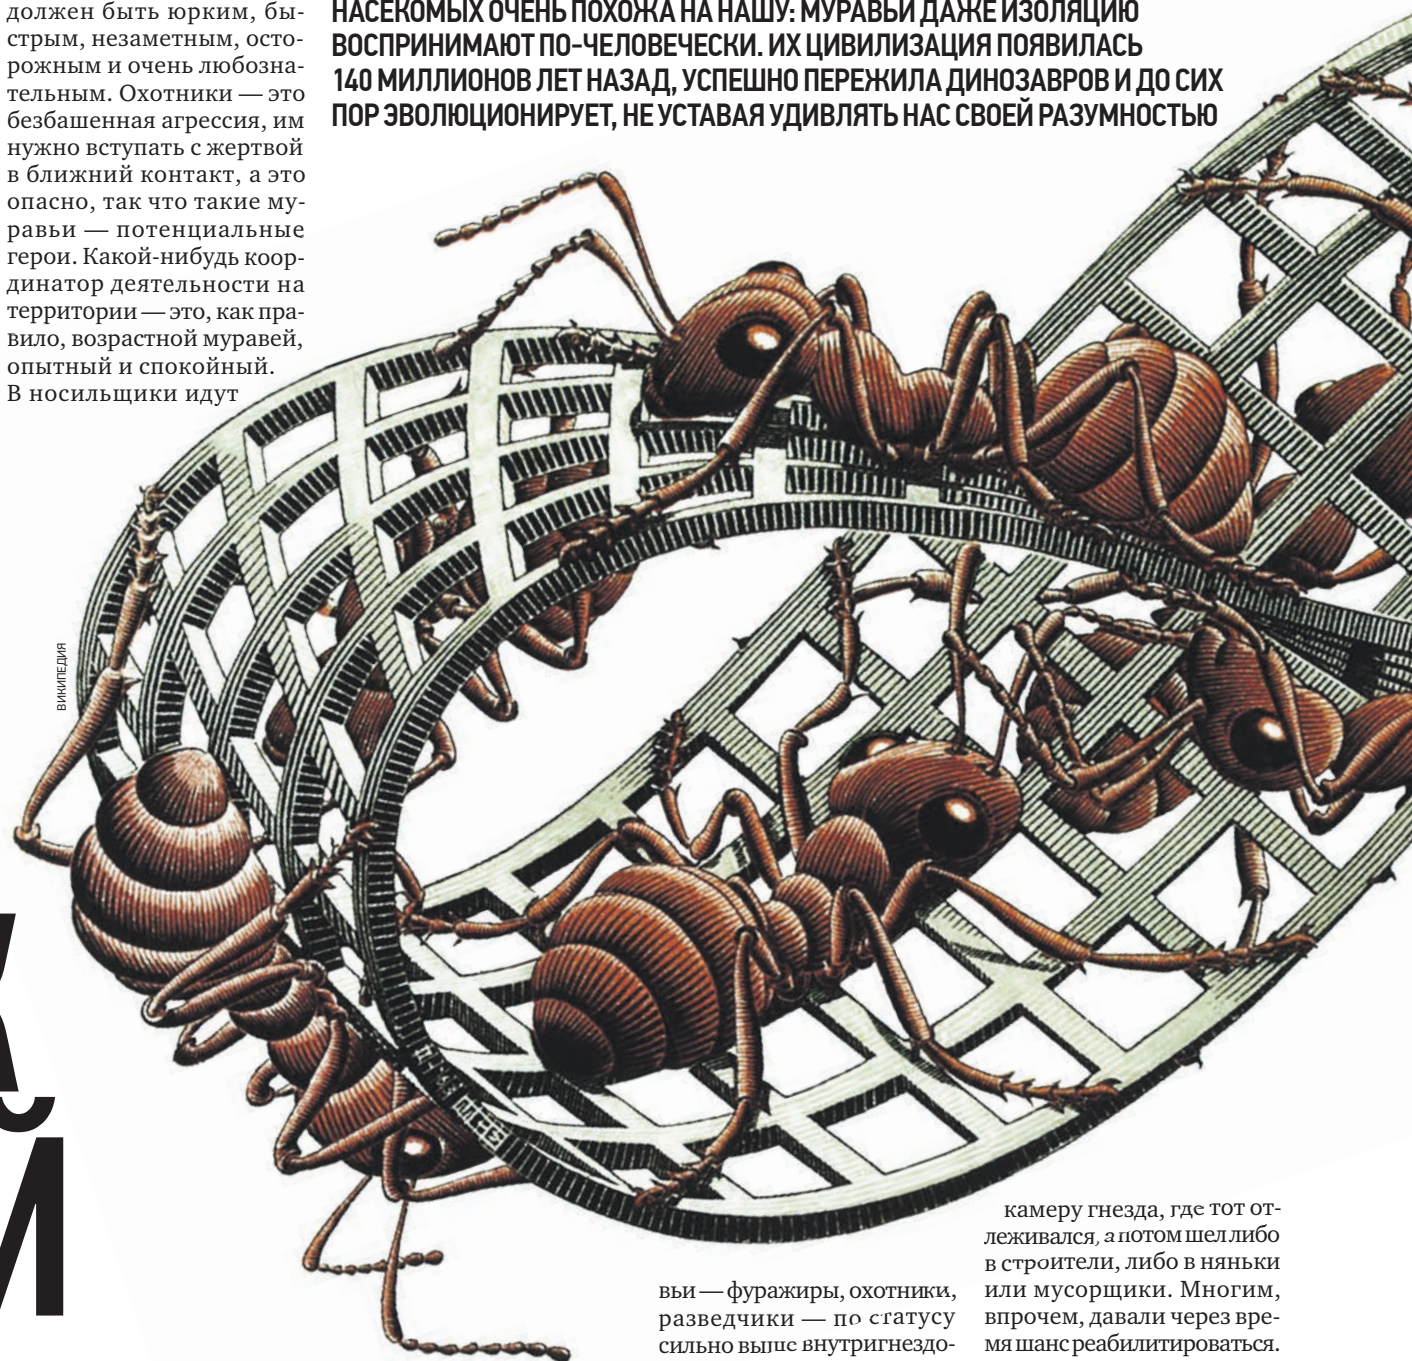 должен быть юрким, бы-
стрым, незаметным, осто-
рожным и очень любозна-
тельным. Охотники — это
безбашенная агрессия, им
нужно вступать с жертвой
в ближний контакт, а это
опасно, так что такие му-
равьи — потенциальные
герои. Какой-нибудь коор-
динатор деятельности на
территории — это, как пра-
вило, возрастной муравей,
опытный и спокойный.
В носильщики идут
НАСЕКОМЫХ ОЧЕНЬ ПОХОЖА НА НАШУ: МУРАВЬИ ДАЖЕ ИЗОЛЯЦИЮ
ВОСПРИНИМАЮТ ПО-ЧЕЛОВЕЧЕСКИ. ИХ ЦИВИЛИЗАЦИЯ ПОЯВИЛАСЬ
140 МИЛЛИОНОВ ЛЕТ НАЗАД, УСПЕШНО ПЕРЕЖИЛА ДИНОЗАВРОВ И ДО СИХ
ПОР ЭВОЛЮЦИОНИРУЕТ, НЕ УСТАВАЯ УДИВЛЯТЬ НАС СВОЕЙ РАЗУМНОСТЬЮ
ВИКИПЕДИЯ
Й
вьи — фуражиры, охотники,
разведчики — по статусу
сильно выше внутригнездо-
камеру гнезда, где тот от-
леживался, а потом шел либо
в строители, либо в няньки
или мусорщики. Многим,
впрочем, давали через вре-
мя шанс реабилитироваться.